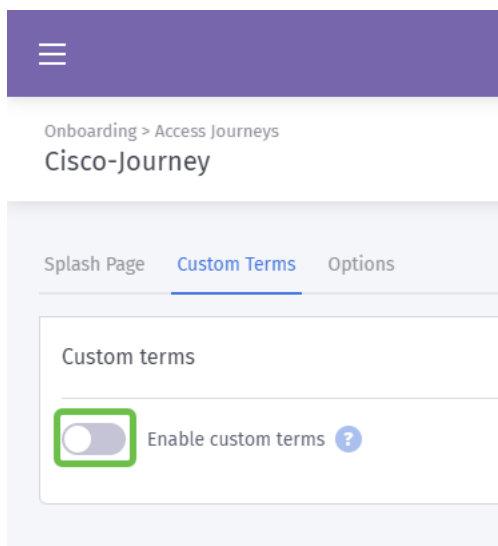 Onboarding > Access Journeys
Cisco-Journey
Splash Page Custom Terms Options
Custom terms
Enable custom terms ?